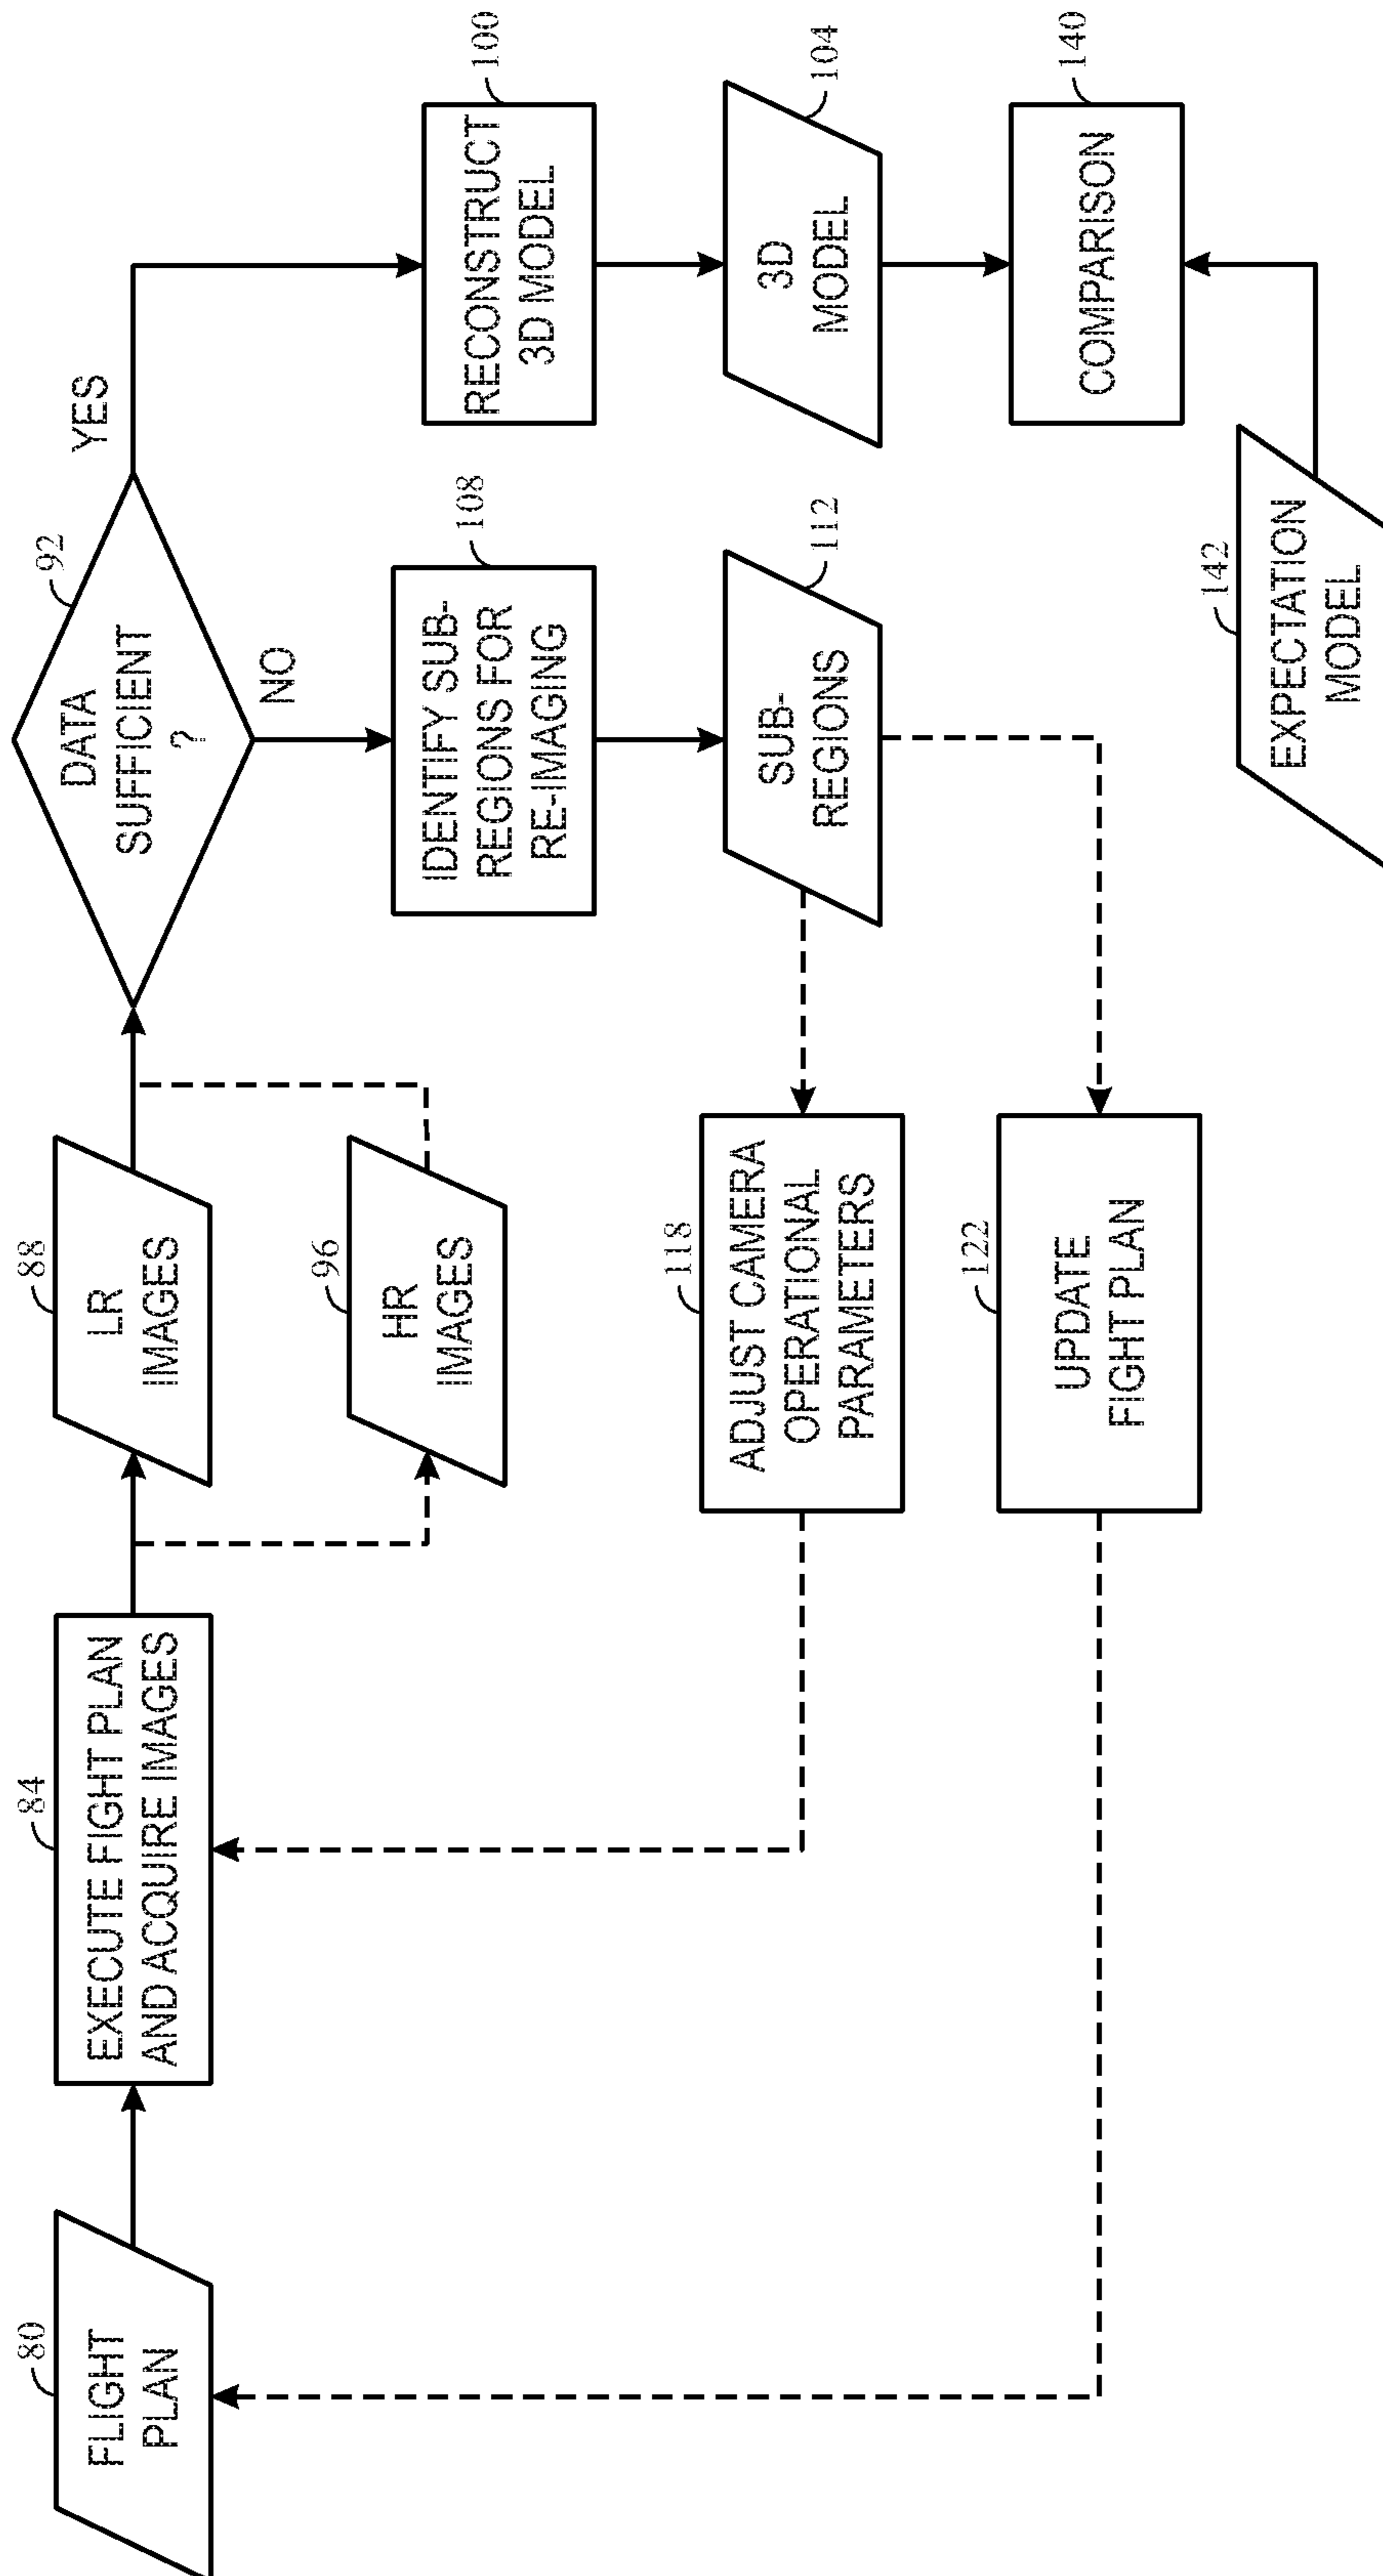 80
FLIGHT
PLAN
84
EXECUTE FIGHT PLAN
AND ACQUIRE IMAGES
88
LR
IMAGES
96
HR
IMAGES
92
DATA
SUFFICIENT
?
YES
NO
100
RECONSTRUCT
3D MODEL
104
3D
MODEL
108
IDENTIFY SUB-
REGIONS FOR
RE-IMAGING
112
SUB-
REGIONS
118
ADJUST CAMERA
OPERATIONAL
PARAMETERS
122
UPDATE
FIGHT PLAN
140
COMPARISON
142
EXPECTATION
MODEL